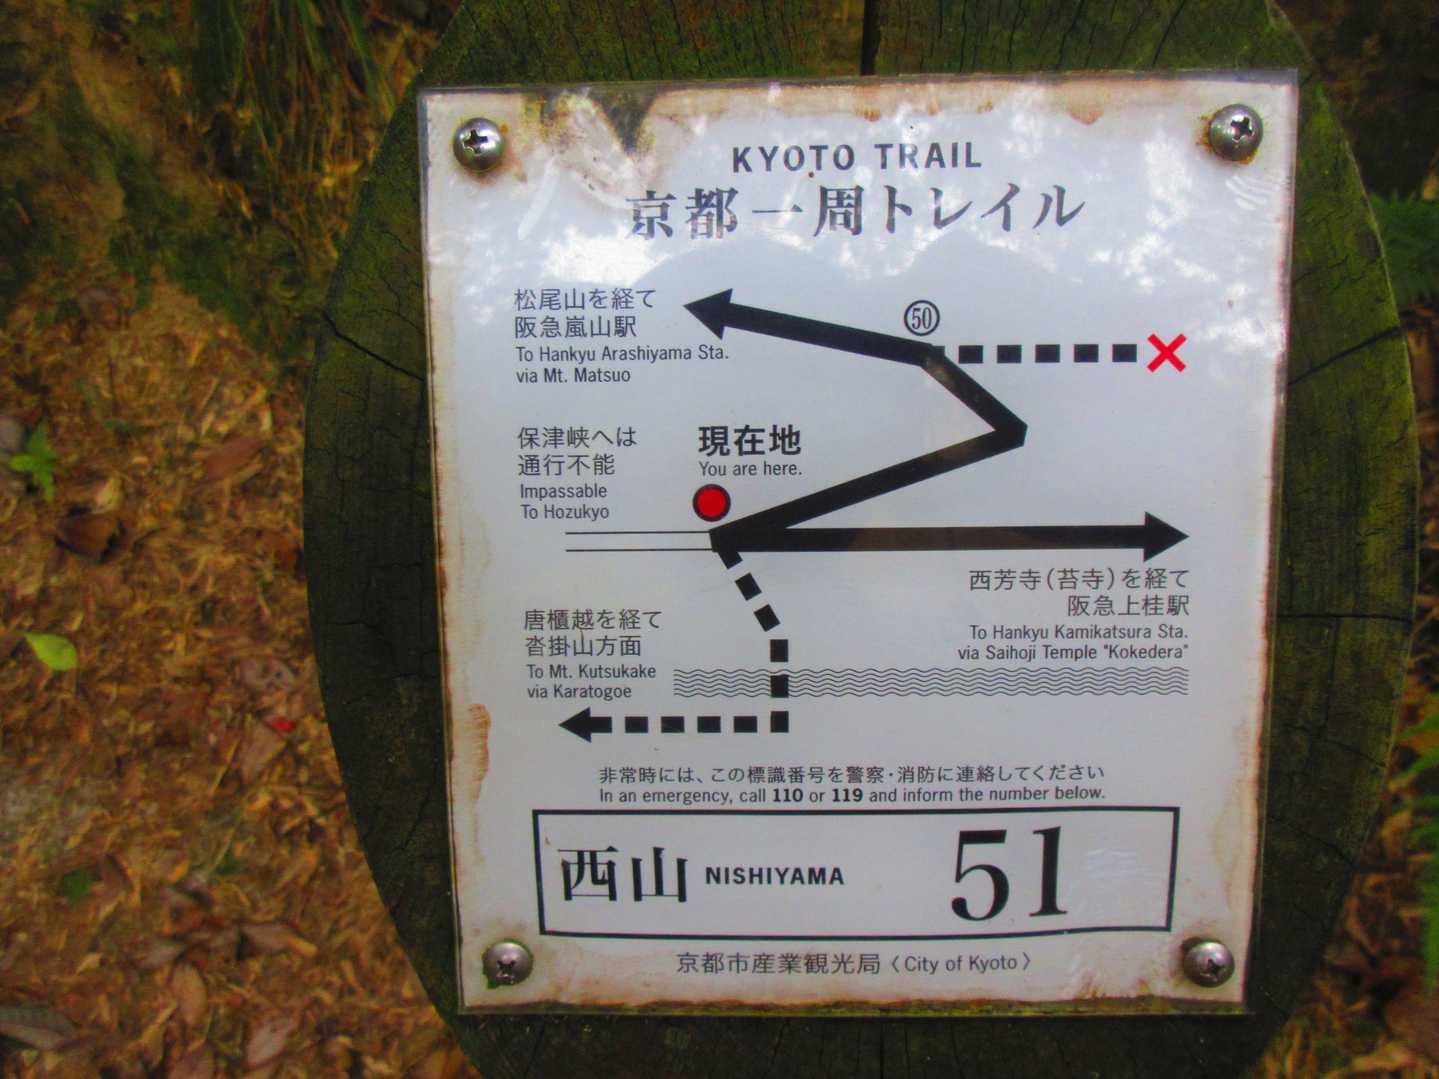 KYOTO TRAIL
京都一周トレイル
松尾山を経て
阪急嵐山駅
To Hankyu Arashiyama Sta.
via Mt. Matsuo
50
保津峡へは
通行不能
Impassable
To Hozukyo
現在地
You are here.
西芳寺(苔寺)を経て
阪急上桂駅
To Hankyu Kamikatsura Sta.
via Saihoji Temple "Kokedera"
唐櫃越を経て
沓掛山方面
To Mt. Kutsukake
via Karatogoe
非常時には、この標識番号を警察・消防に連絡してください
In an emergency, call 110 or 119 and inform the number below.
西山 NISHIYAMA 51
京都市産業観光局〈City of Kyoto〉